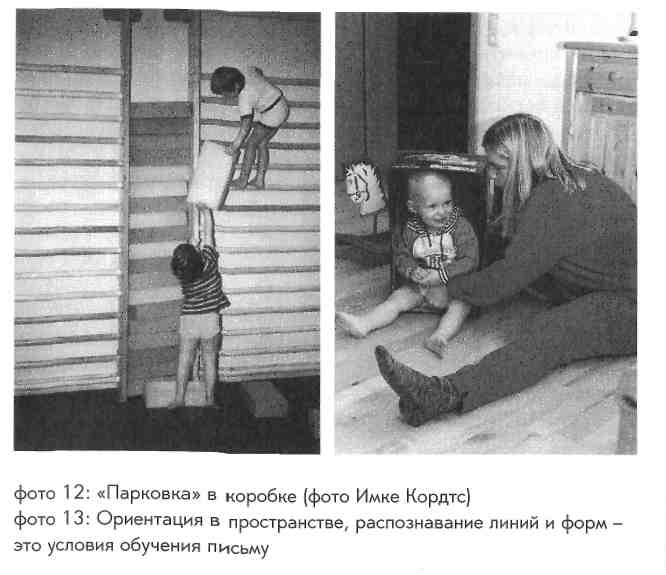 фото 12: «Парковка» в коробке (фото Имке Кордтс)
фото 13: Ориентация в пространстве, распознавание линий и форм –
это условия обучения письму